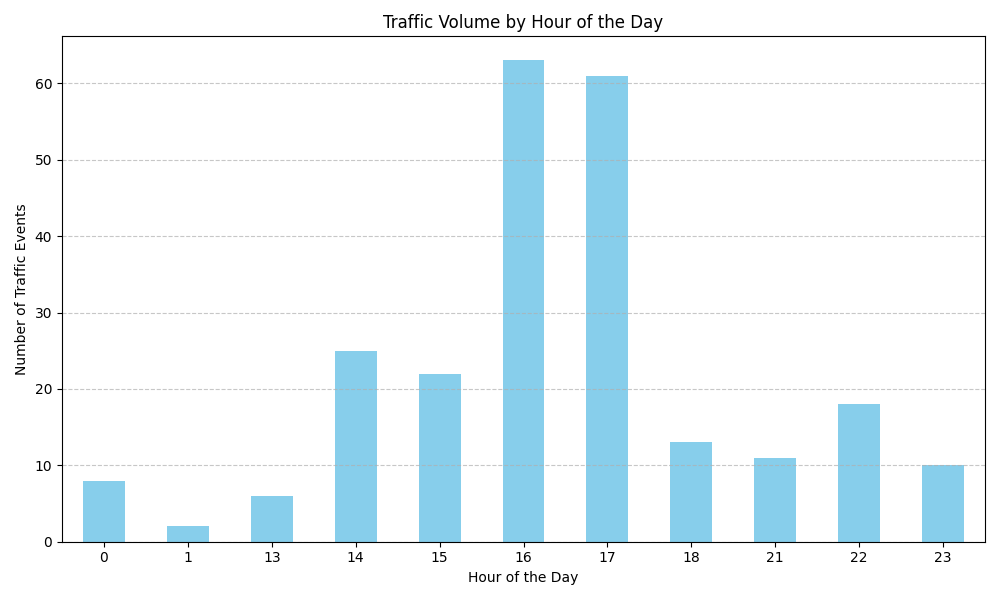 Traffic Volume by Hour of the Day
Number of Traffic Events
60
50
40
30
20
10
0
0 1 13 14 15 16 17 18 21 22 23
Hour of the Day